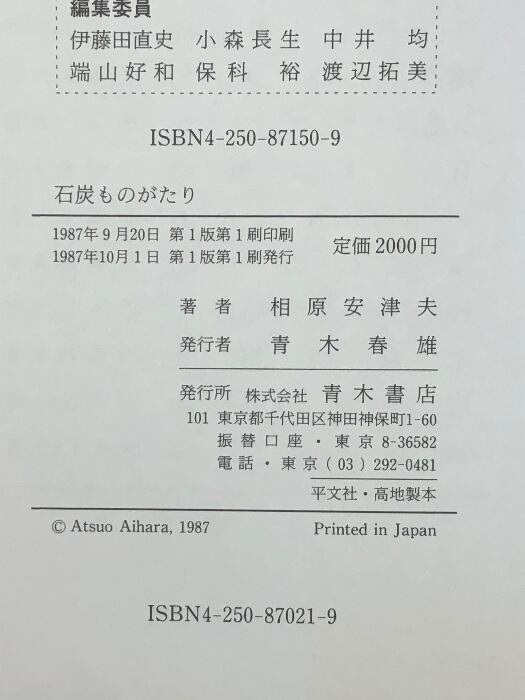 編集委員
伊藤田直史 小森長生 中井 均
端山好和 保科 裕 渡辺拓美
ISBN4-250-87150-9
石炭ものがたり
1987年9月20日 第1版第1刷印刷
1987年10月1日 第1版第1刷発行
定価2000円
著者 相原安津夫
発行者 青木春雄
発行所 株式会社 青木書店
101 東京都千代田区神田神保町1-60
振替口座・東京8-36582
電話・東京(03)292-0481
平文社・高地製本
© Atsuo Aihara, 1987 Printed in Japan
ISBN4-250-87021-9